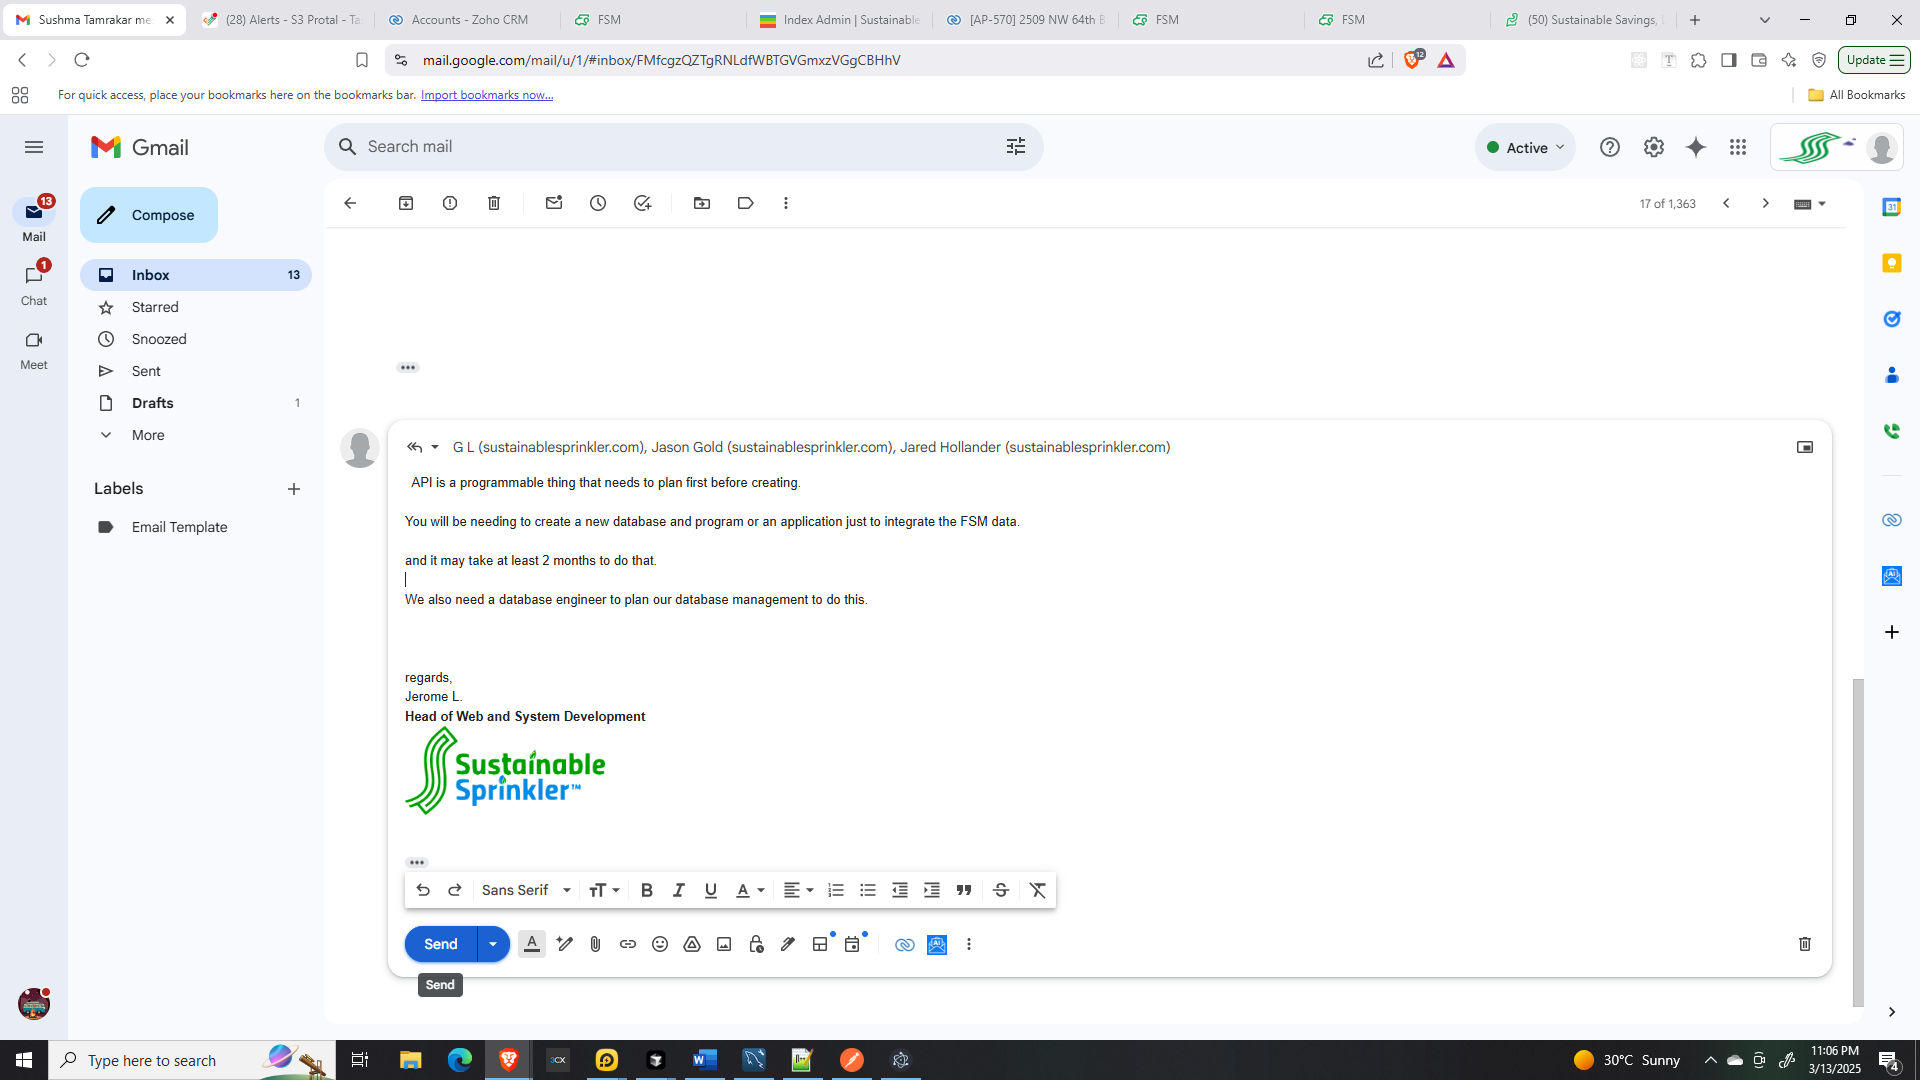 Sushma Tamrakar me
(28) Alerts - S3 Protal - Ta
Accounts - Zoho CRM
FSM
Index Admin | Sustainable
[AP-570] 2509 NW 64th B
FSM
FSM
(50) Sustainable Savings,
mail.google.com/mail/u/1/#inbox/FMfcgzQZTgRNLdfWBTGVGmxzVGgCBHhV
12
Update
For quick access, place your bookmarks here on the bookmarks bar. Import bookmarks now...
All Bookmarks
Gmail
Search mail
Active
13
Mail
Compose
17 of 1,363
1
Chat
Meet
Inbox 13
Starred
Snoozed
Sent
Drafts 1
More
Labels
Email Template
G L (sustainablesprinkler.com), Jason Gold (sustainablesprinkler.com), Jared Hollander (sustainablesprinkler.com)
API is a programmable thing that needs to plan first before creating.
You will be needing to create a new database and program or an application just to integrate the FSM data.
and it may take at least 2 months to do that.
We also need a database engineer to plan our database management to do this.
regards,
Jerome L.
Head of Web and System Development
Sustainable
Sprinkler™
Sans Serif
Send
Send
31
Type here to search
30°C Sunny
11:06 PM
3/13/2025
4